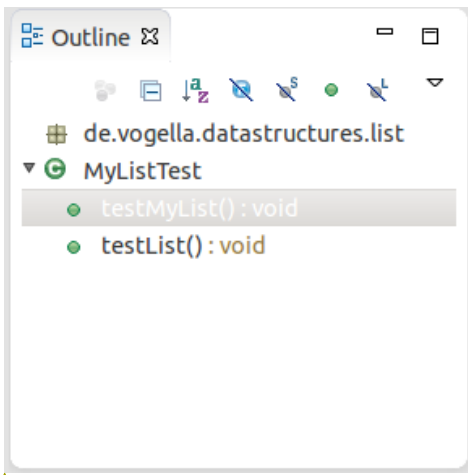 Outline
de.vogella.datastructures.list
MyListTest
testMyList() : void
testList() : void